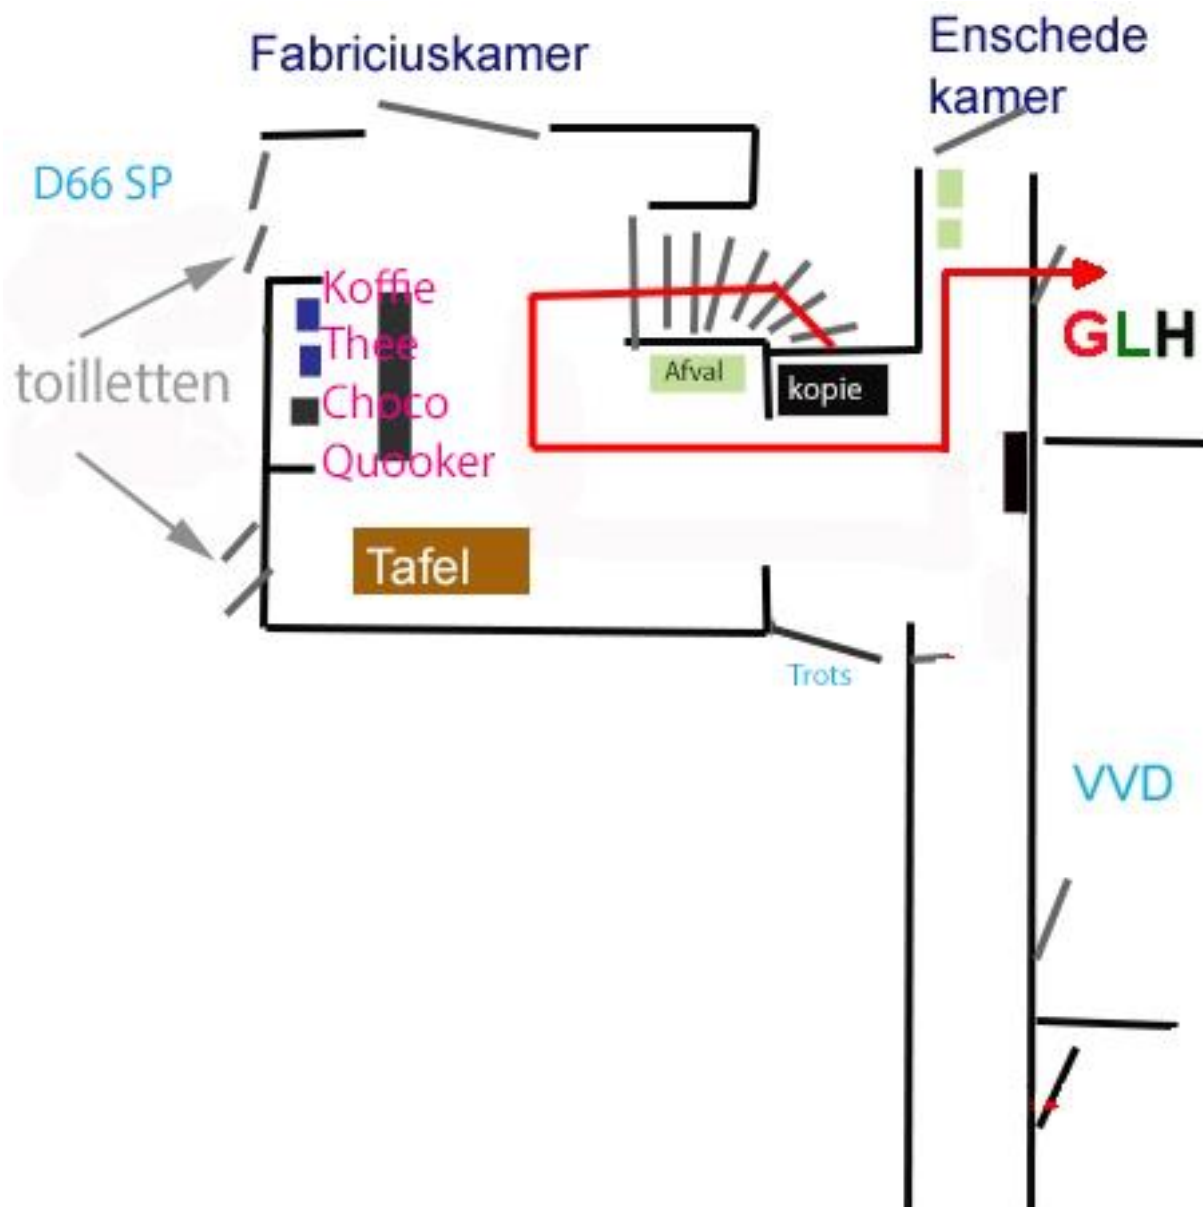 Fabriciuskamer
Enschede
kamer
D66 SP
Koffie
Thee
Choco
Quooker
toilletten
Afval
kopie
GLH
Tafel
Trots
VVD